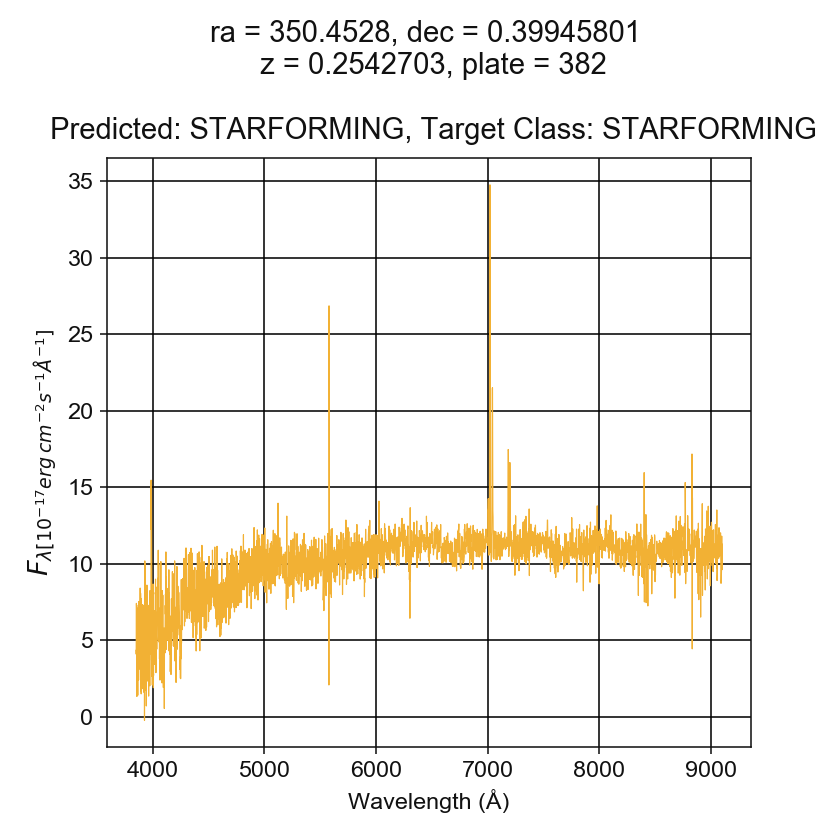 ra = 350.4528, dec = 0.39945801
z = 0.2542703, plate = 382
Predicted: STARFORMING, Target Class: STARFORMING
35
30
25
20
15
10
5
0
F_λ[10^{-17} erg cm^{-2} s^{-1} Å^{-1}]
4000 5000 6000 7000 8000 9000
Wavelength (Å)